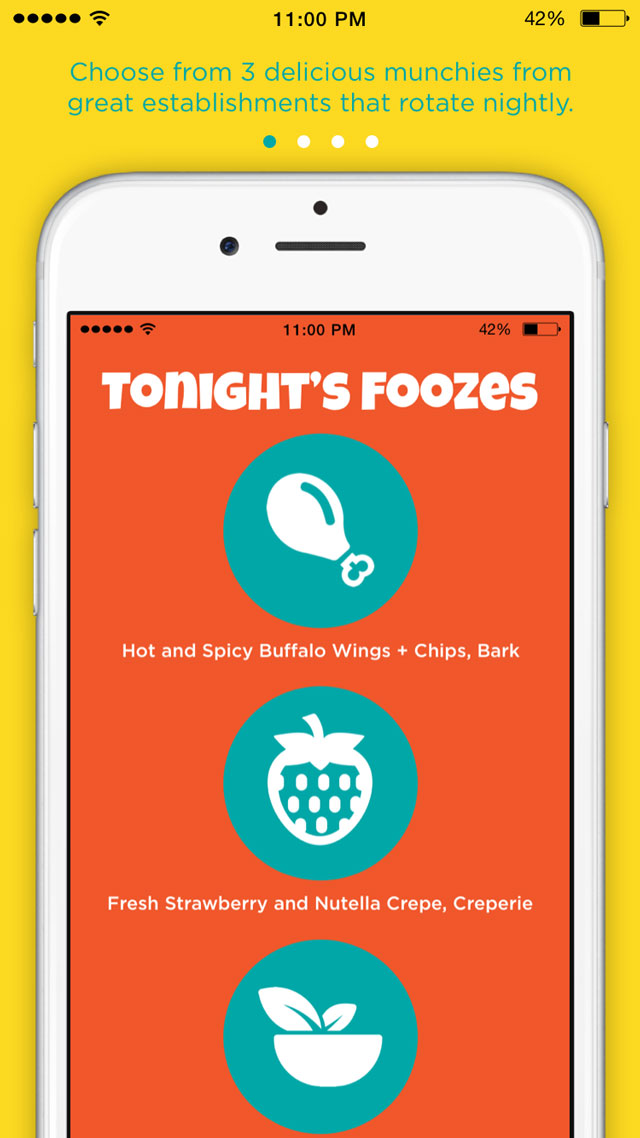 11:00 PM 42%
Choose from 3 delicious munchies from
great establishments that rotate nightly.
11:00 PM 42%
TONIGHT'S FOOZES
Hot and Spicy Buffalo Wings + Chips, Bark
Fresh Strawberry and Nutella Crepe, Creperie